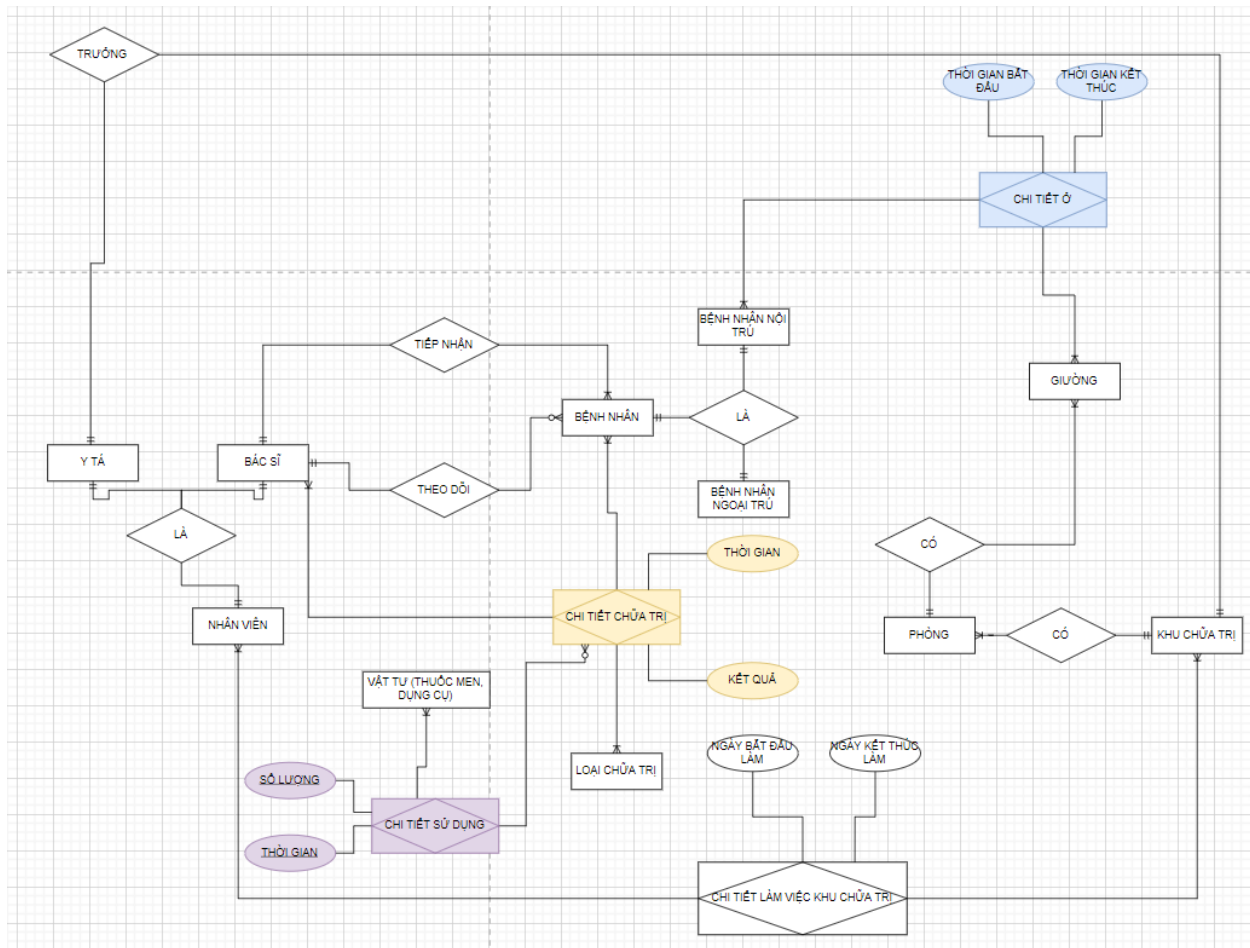 TRƯỞNG
THỜI GIAN BẮT
ĐẦU
THỜI GIAN KẾT
THÚC
CHI TIẾT Ở
BỆNH NHÂN NỘI
TRÚ
TIẾP NHẬN
GIƯỜNG
BỆNH NHÂN
LÀ
Y TÁ
BÁC SĨ
THEO DÕI
BỆNH NHÂN
NGOẠI TRÚ
LÀ
CÓ
THỜI GIAN
CHI TIẾT CHỮA TRỊ
NHÂN VIÊN
PHÒNG
CÓ
KHU CHỮA TRỊ
VẬT TƯ (THUỐC MEN,
DỤNG CỤ)
KẾT QUẢ
NGÀY BẮT ĐẦU
LÀM
NGÀY KẾT THÚC
LÀM
LOẠI CHỮA TRỊ
SỐ LƯỢNG
CHI TIẾT SỬ DỤNG
THỜI GIAN
CHI TIẾT LÀM VIỆC KHU CHỮA TRỊ